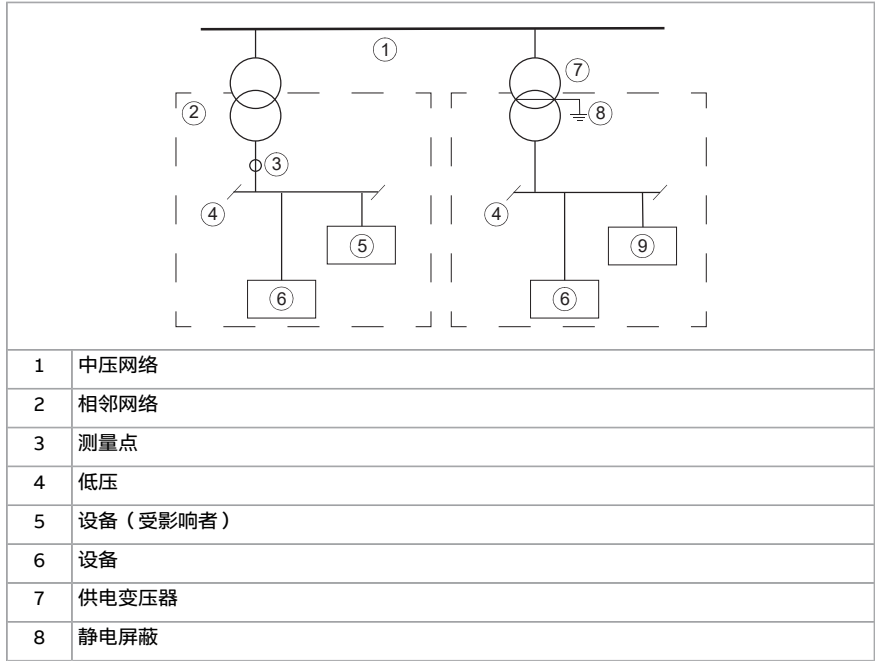 ①
⑦
②
⑧
③
④
④
⑤
⑨
⑥
⑥
1 中压网络
2 相邻网络
3 测量点
4 低压
5 设备（受影响者）
6 设备
7 供电变压器
8 静电屏蔽